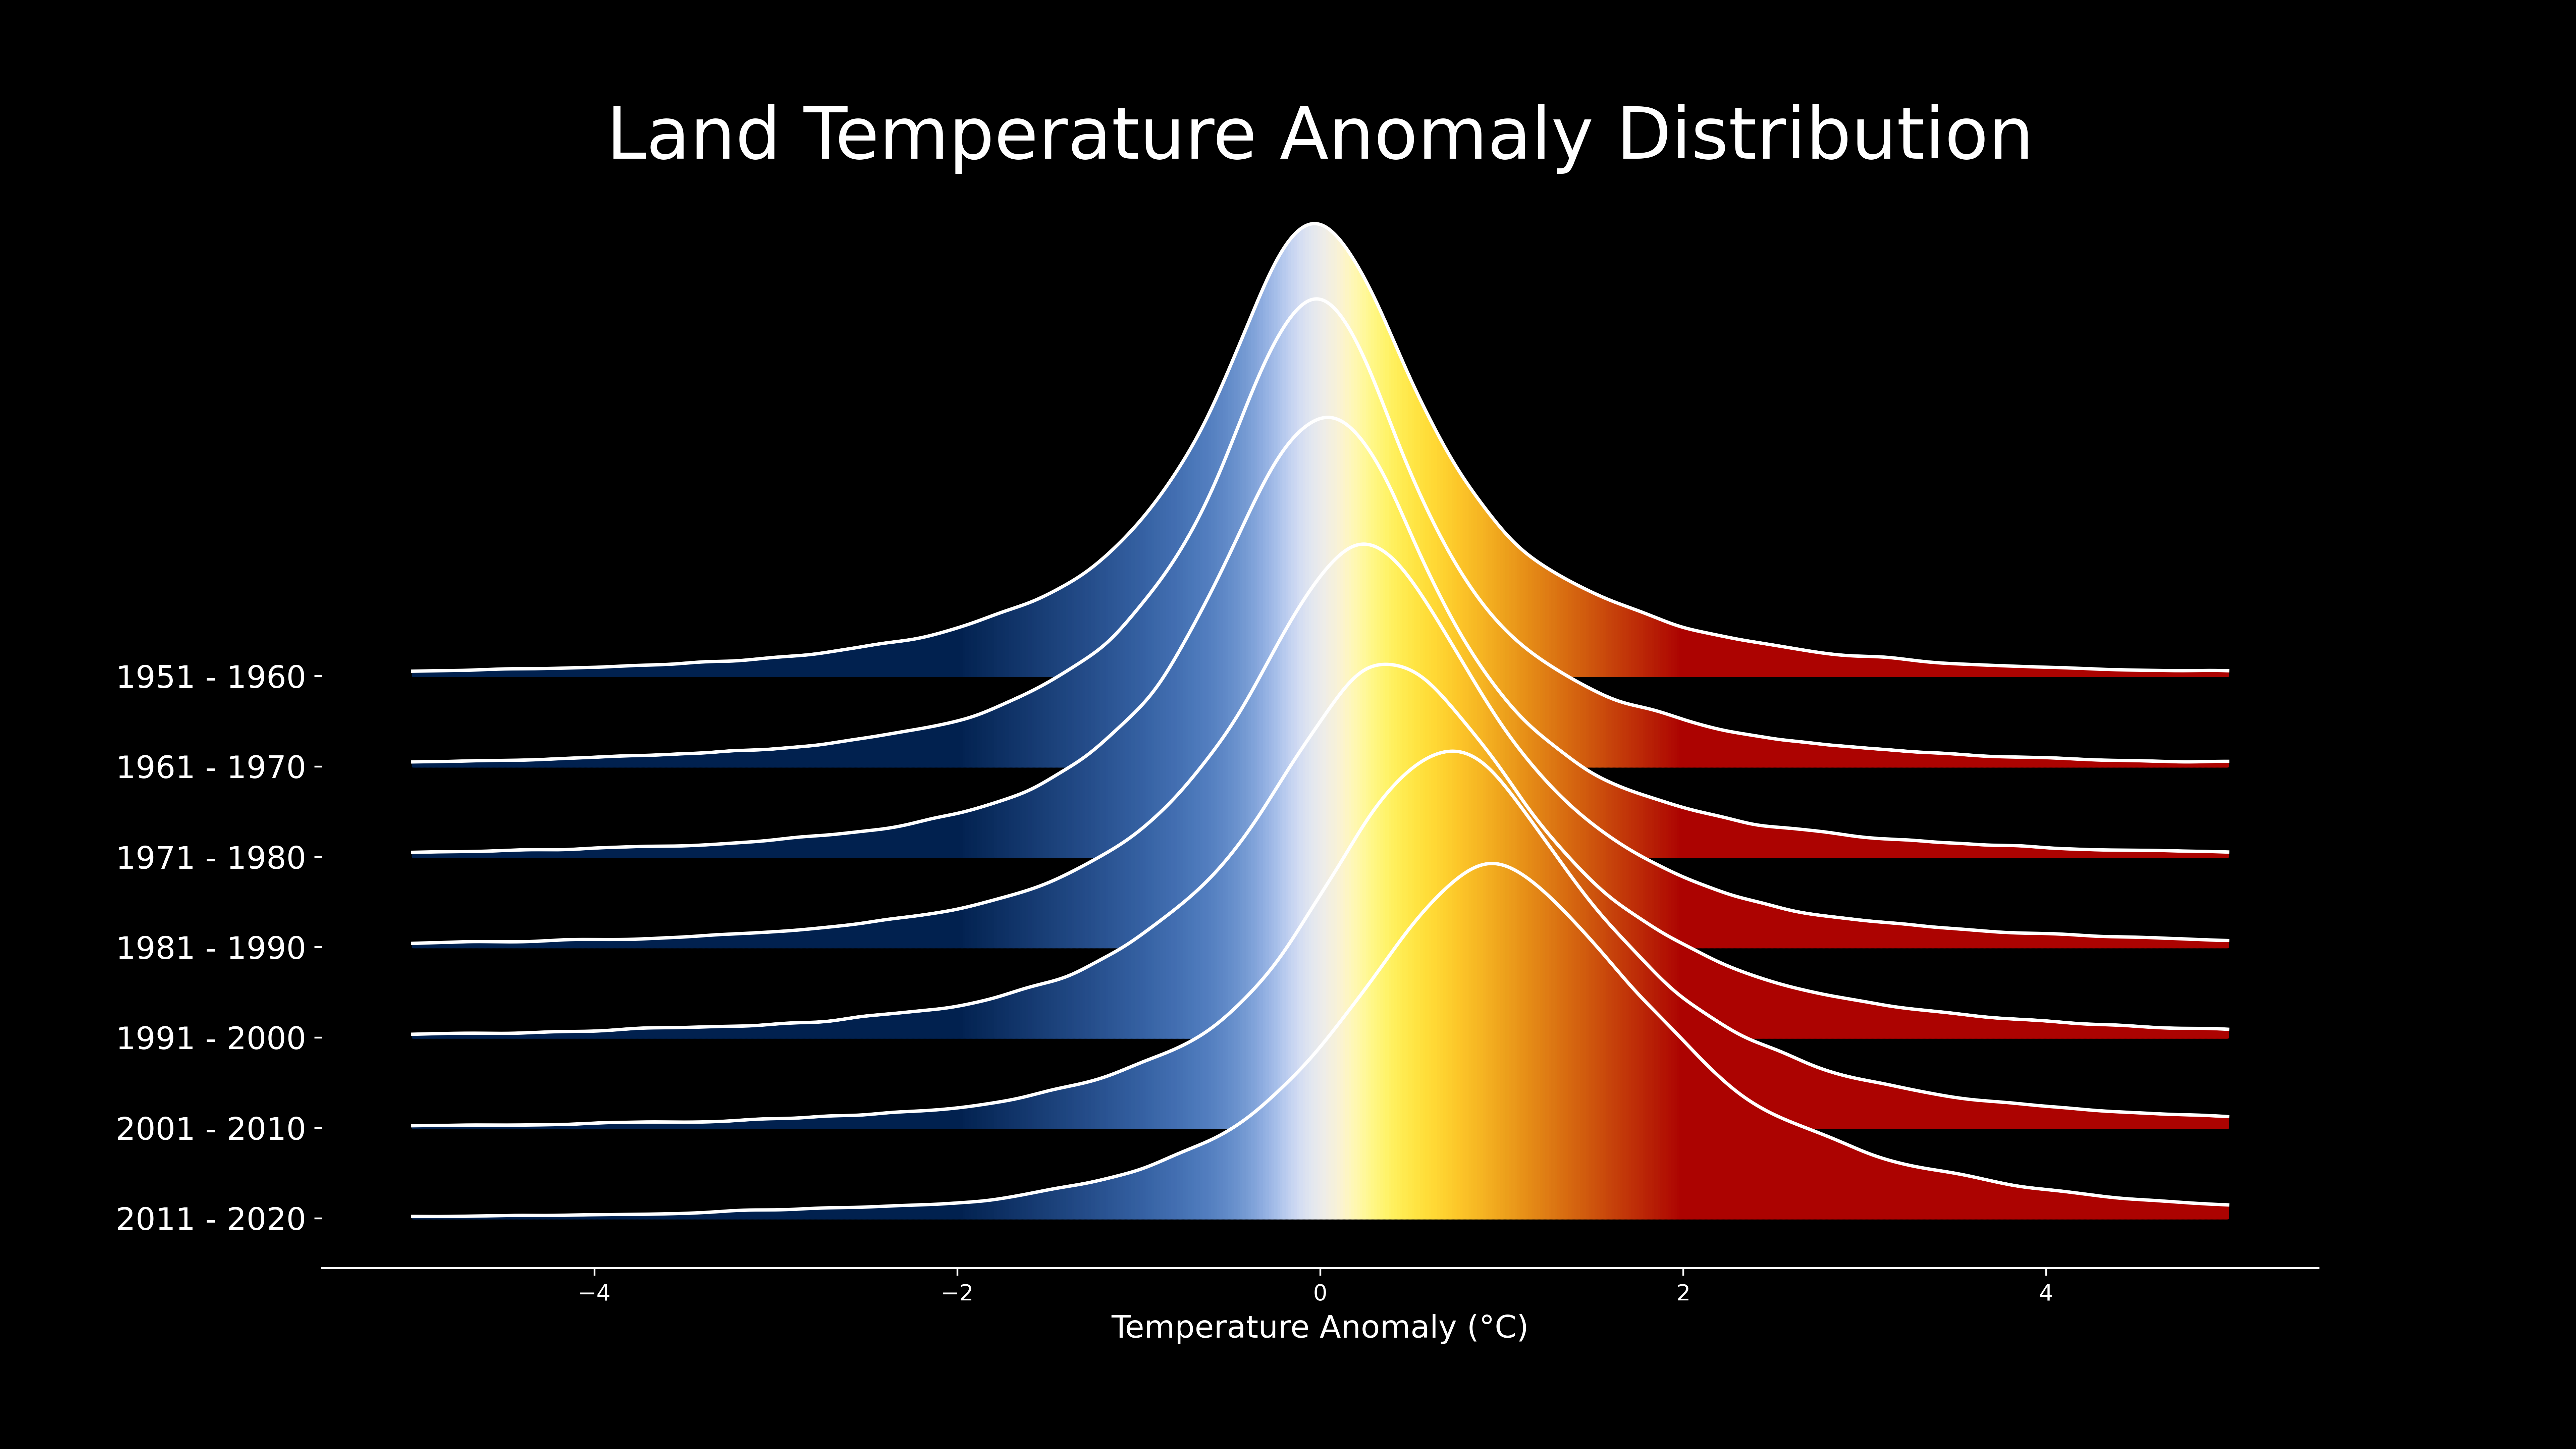 Land Temperature Anomaly Distribution
1951 - 1960
1961 - 1970
1971 - 1980
1981 - 1990
1991 - 2000
2001 - 2010
2011 - 2020
−4 −2 0 2 4
Temperature Anomaly (°C)